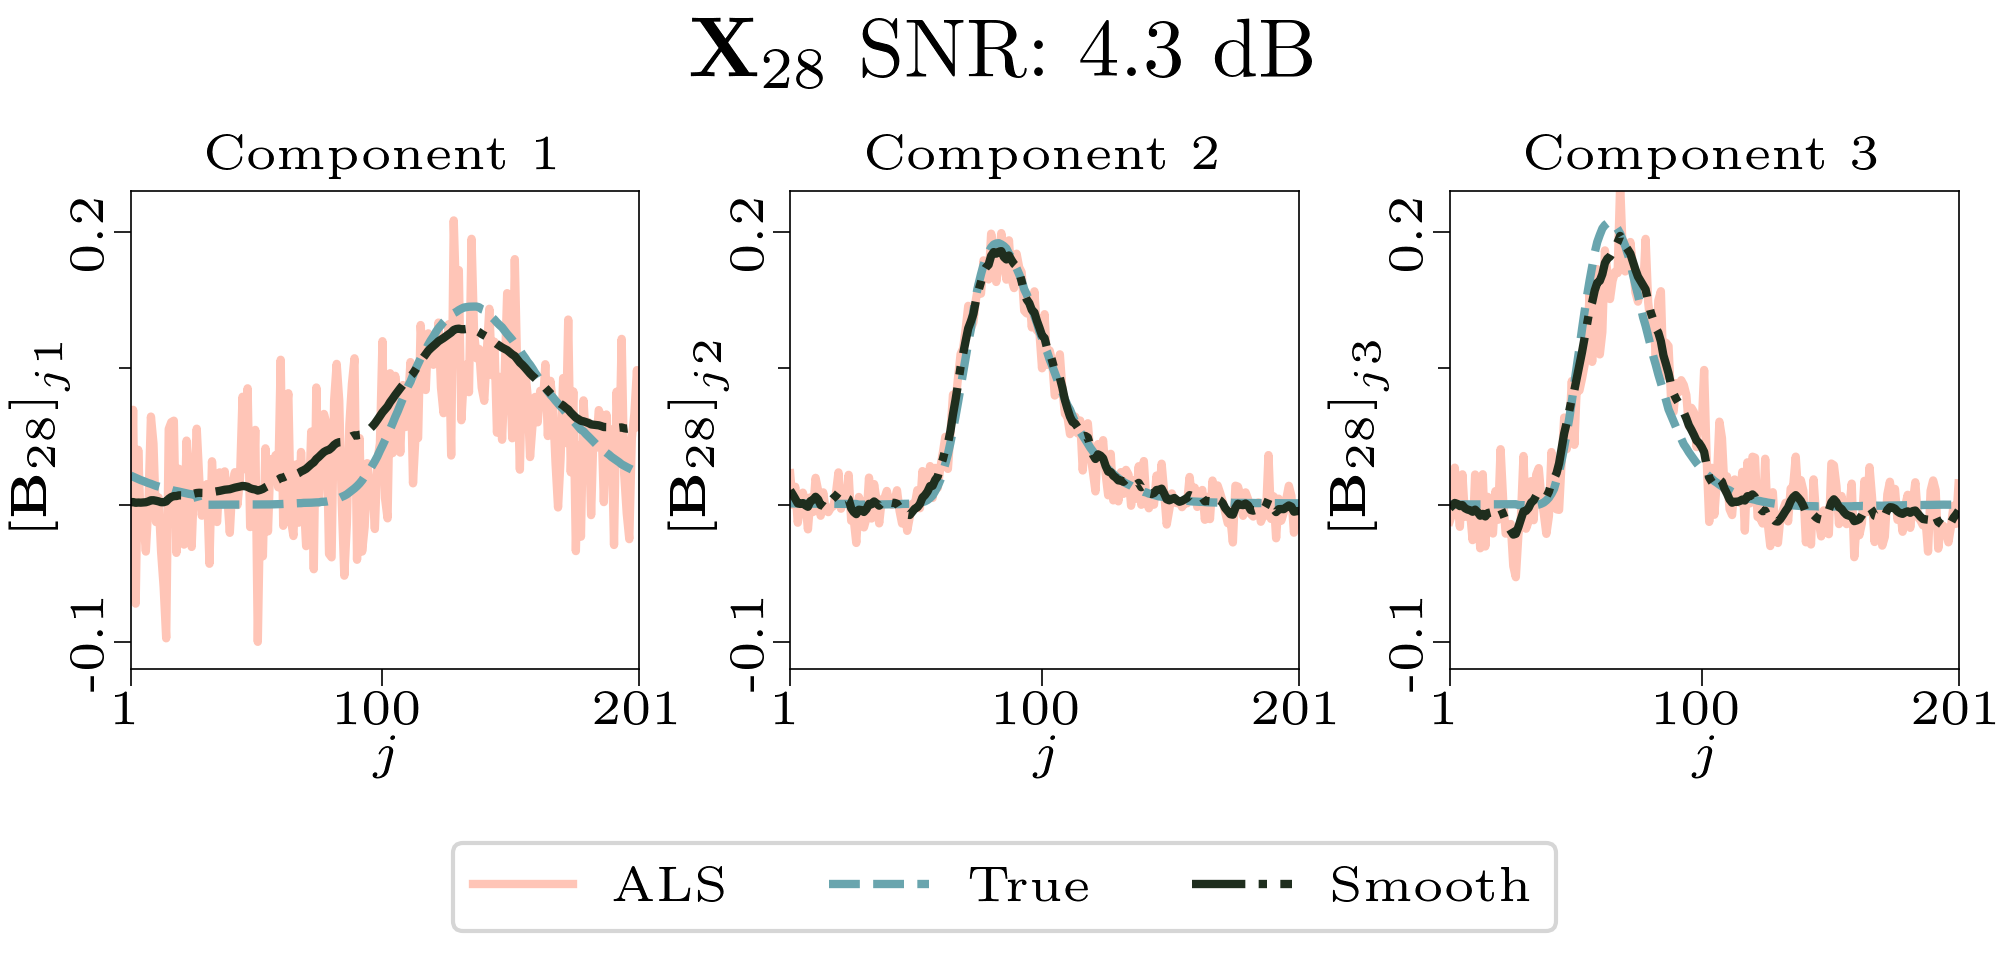 X₂₈ SNR: 4.3 dB
Component 1
Component 2
Component 3
[B₂₈]ⱼ₁
0.2
-0.1
1
100
201
j
[B₂₈]ⱼ₂
0.2
-0.1
1
100
201
j
[B₂₈]ⱼ₃
0.2
-0.1
1
100
201
j
ALS
True
Smooth